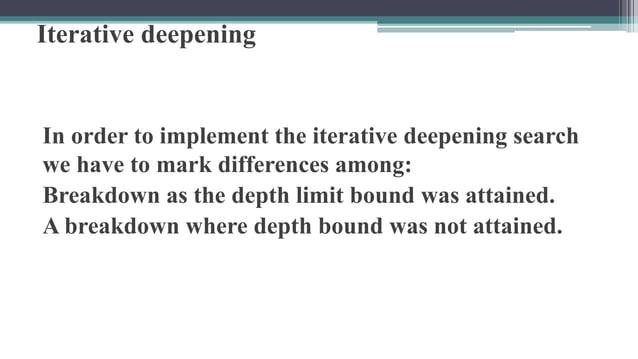 Iterative deepening
In order to implement the iterative deepening search
we have to mark differences among:
Breakdown as the depth limit bound was attained.
A breakdown where depth bound was not attained.